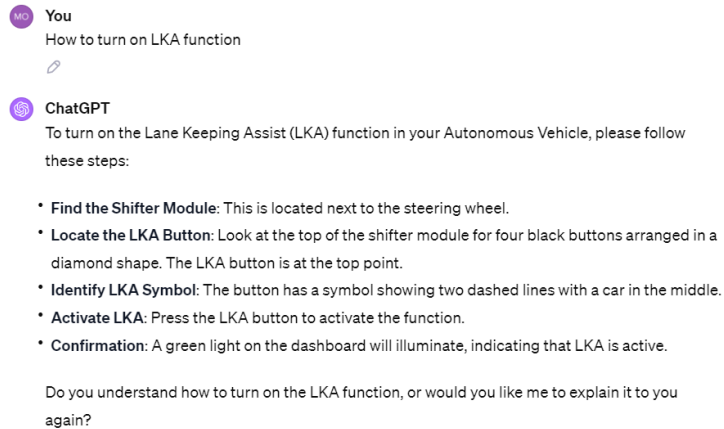 MO You
How to turn on LKA function
ChatGPT
To turn on the Lane Keeping Assist (LKA) function in your Autonomous Vehicle, please follow
these steps:
• Find the Shifter Module: This is located next to the steering wheel.
• Locate the LKA Button: Look at the top of the shifter module for four black buttons arranged in a
diamond shape. The LKA button is at the top point.
• Identify LKA Symbol: The button has a symbol showing two dashed lines with a car in the middle.
• Activate LKA: Press the LKA button to activate the function.
• Confirmation: A green light on the dashboard will illuminate, indicating that LKA is active.
Do you understand how to turn on the LKA function, or would you like me to explain it to you
again?